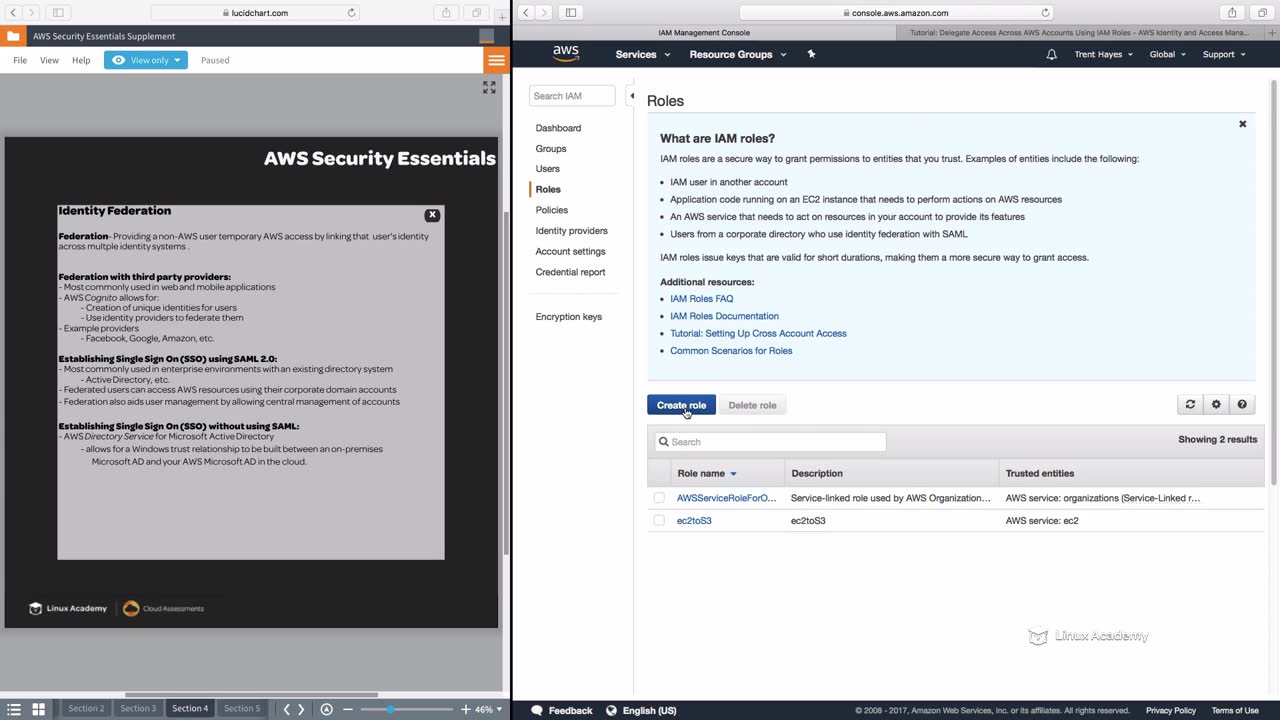 lucidchart.com
AWS Security Essentials Supplement
File View Help View only Paused
AWS Security Essentials
Identity Federation
X
Federation- Providing a non-AWS user temporary AWS access by linking that user's identity
across multple identity systems .
Federation with third party providers:
- Most commonly used in web and mobile applications
- AWS Cognito allows for:
- Creation of unique identities for users
- Use identity providers to federate them
- Example providers
- Facebook, Google, Amazon, etc.
Establishing Single Sign On (SSO) using SAML 2.0:
- Most commonly used in enterprise environments with an existing directory system
- Active Directory, etc.
- Federated users can access AWS resources using their corporate domain accounts
- Federation also aids user management by allowing central management of accounts
Establishing Single Sign On (SSO) without using SAML:
- AWS Directory Service for Microsoft Active Directory
- allows for a Windows trust relationship to be built between an on-premises
Microsoft AD and your AWS Microsoft AD in the cloud.
Linux Academy Cloud Assessments
Section 2 Section 3 Section 4 Section 5 46%
console.aws.amazon.com
IAM Management Console Tutorial: Delegate Access Across AWS Accounts Using IAM Roles - AWS Identity and Access Mana...
aws Services Resource Groups Trent Hayes Global Support
Search IAM
Dashboard
Groups
Users
Roles
Policies
Identity providers
Account settings
Credential report
Encryption keys
Roles
What are IAM roles?
IAM roles are a secure way to grant permissions to entities that you trust. Examples of entities include the following:
• IAM user in another account
• Application code running on an EC2 instance that needs to perform actions on AWS resources
• An AWS service that needs to act on resources in your account to provide its features
• Users from a corporate directory who use identity federation with SAML
IAM roles issue keys that are valid for short durations, making them a more secure way to grant access.
Additional resources:
• IAM Roles FAQ
• IAM Roles Documentation
• Tutorial: Setting Up Cross Account Access
• Common Scenarios for Roles
Create role Delete role
Search Showing 2 results
Role name Description Trusted entities
AWSServiceRoleForO... Service-linked role used by AWS Organization... AWS service: organizations (Service-Linked r...
ec2toS3 ec2toS3 AWS service: ec2
Linux Academy
Feedback English (US) © 2008 - 2017, Amazon Web Services, Inc. or its affiliates. All rights reserved. Privacy Policy Terms of Use